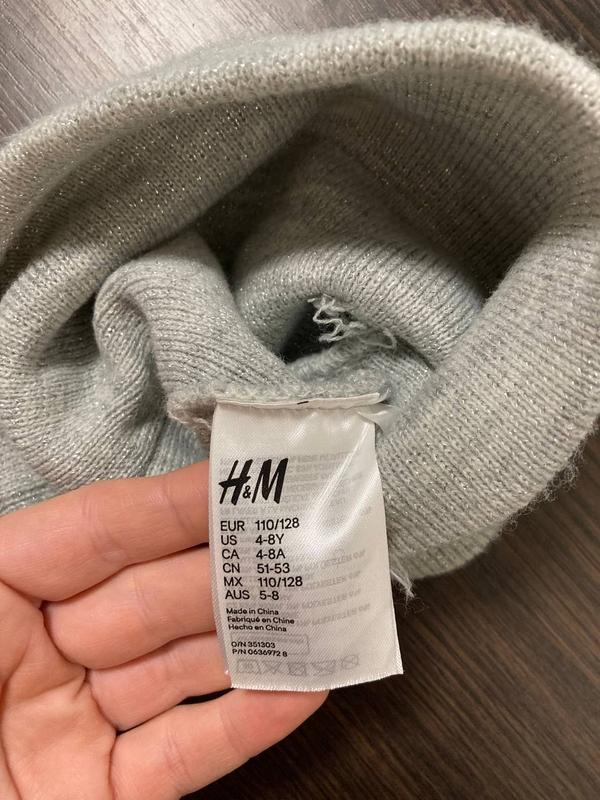 H&M
EUR 110/128
US 4-8Y
CA 4-8A
CN 51-53
MX 110/128
AUS 5-8
Made in China
Fabriqué en Chine
Hecho en China
O/N 351303
P/N 0636972 8